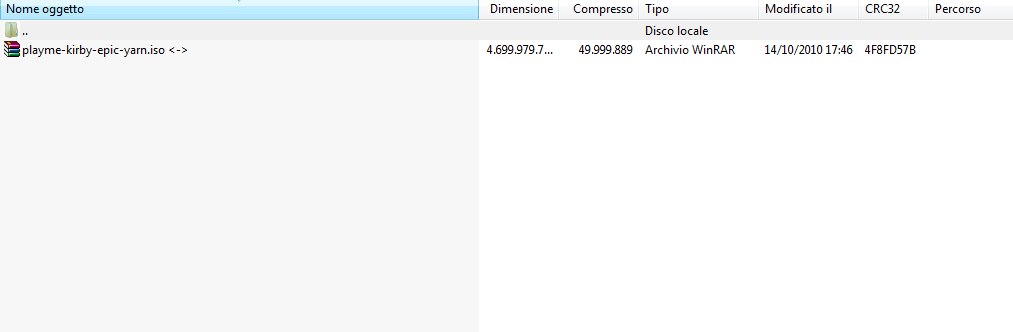 Nome oggetto Dimensione Compresso Tipo Modificato il CRC32 Percorso
.. Disco locale
playme-kirby-epic-yarn.iso <-> 4.699.979.7... 49.999.889 Archivio WinRAR 14/10/2010 17:46 4F8FD57B